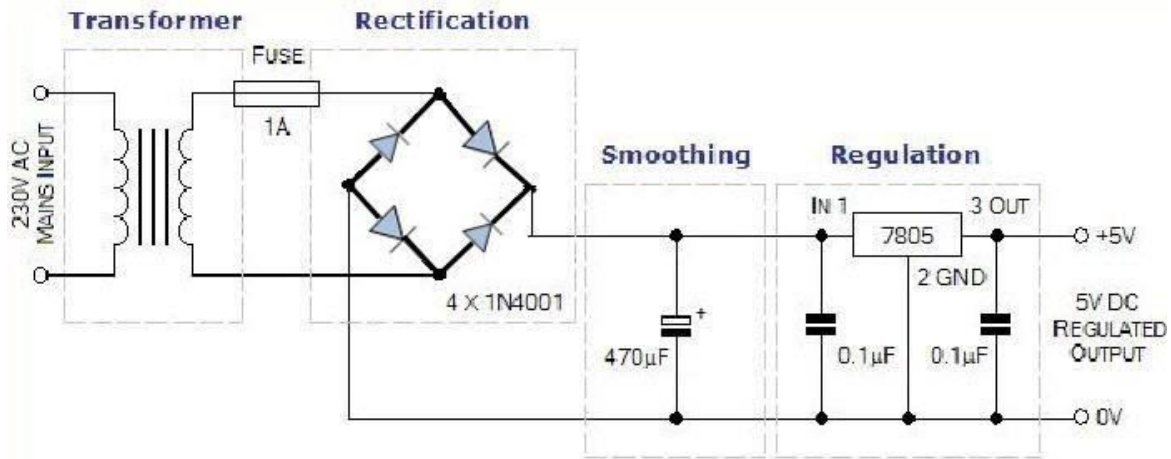 Transformer
Rectification
FUSE
1A
230V AC
MAINS INPUT
4 X 1N4001
Smoothing
Regulation
IN 1
3 OUT
7805
2 GND
+5V
+
470µF
0.1µF
0.1µF
5V DC
REGULATED
OUTPUT
0V